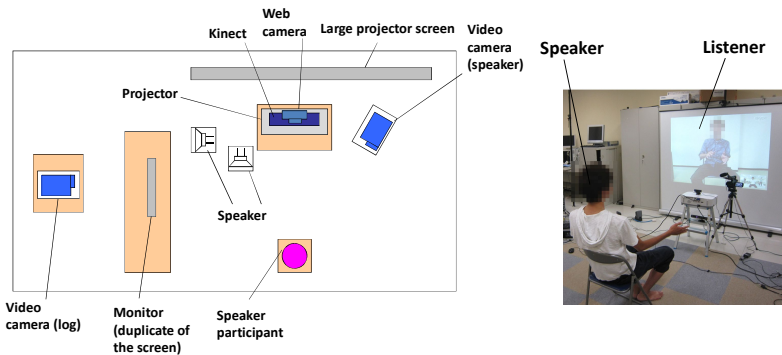 Web
camera
Kinect
Large projector screen
Video
camera
(speaker)
Projector
Speaker
Video
camera (log)
Monitor
(duplicate of
the screen)
Speaker
participant
Speaker
Listener